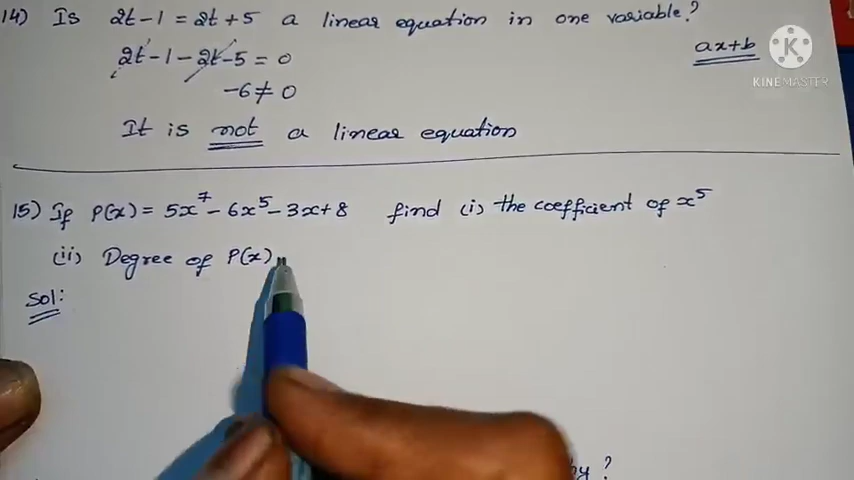 14) Is 2t-1 = 2t+5 a linear equation in one variable?
ax+b
KINEMASTER
2t-1-2t-5 = 0
-6 ≠ 0
It is not a linear equation
15) If P(x) = 5x⁷-6x⁵-3x+8 find (i) the coefficient of x⁵
(ii) Degree of P(x)
Sol:
?